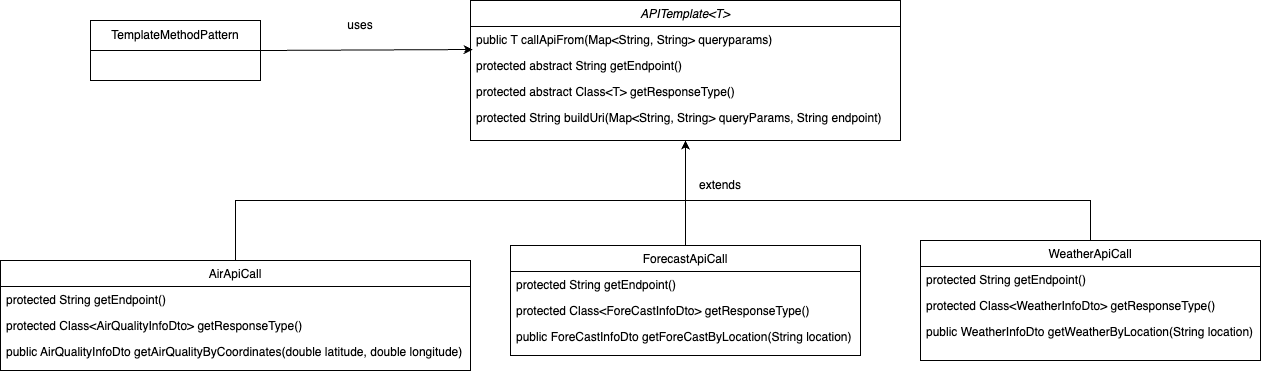 APITemplate<T>
uses
TemplateMethodPattern
public T callApiFrom(Map<String, String> queryparams)
protected abstract String getEndpoint()
protected abstract Class<T> getResponseType()
protected String buildUri(Map<String, String> queryParams, String endpoint)
extends
AirApiCall
protected String getEndpoint()
protected Class<AirQualityInfoDto> getResponseType()
public AirQualityInfoDto getAirQualityByCoordinates(double latitude, double longitude)
ForecastApiCall
protected String getEndpoint()
protected Class<ForeCastInfoDto> getResponseType()
public ForeCastInfoDto getForeCastByLocation(String location)
WeatherApiCall
protected String getEndpoint()
protected Class<WeatherInfoDto> getResponseType()
public WeatherInfoDto getWeatherByLocation(String location)